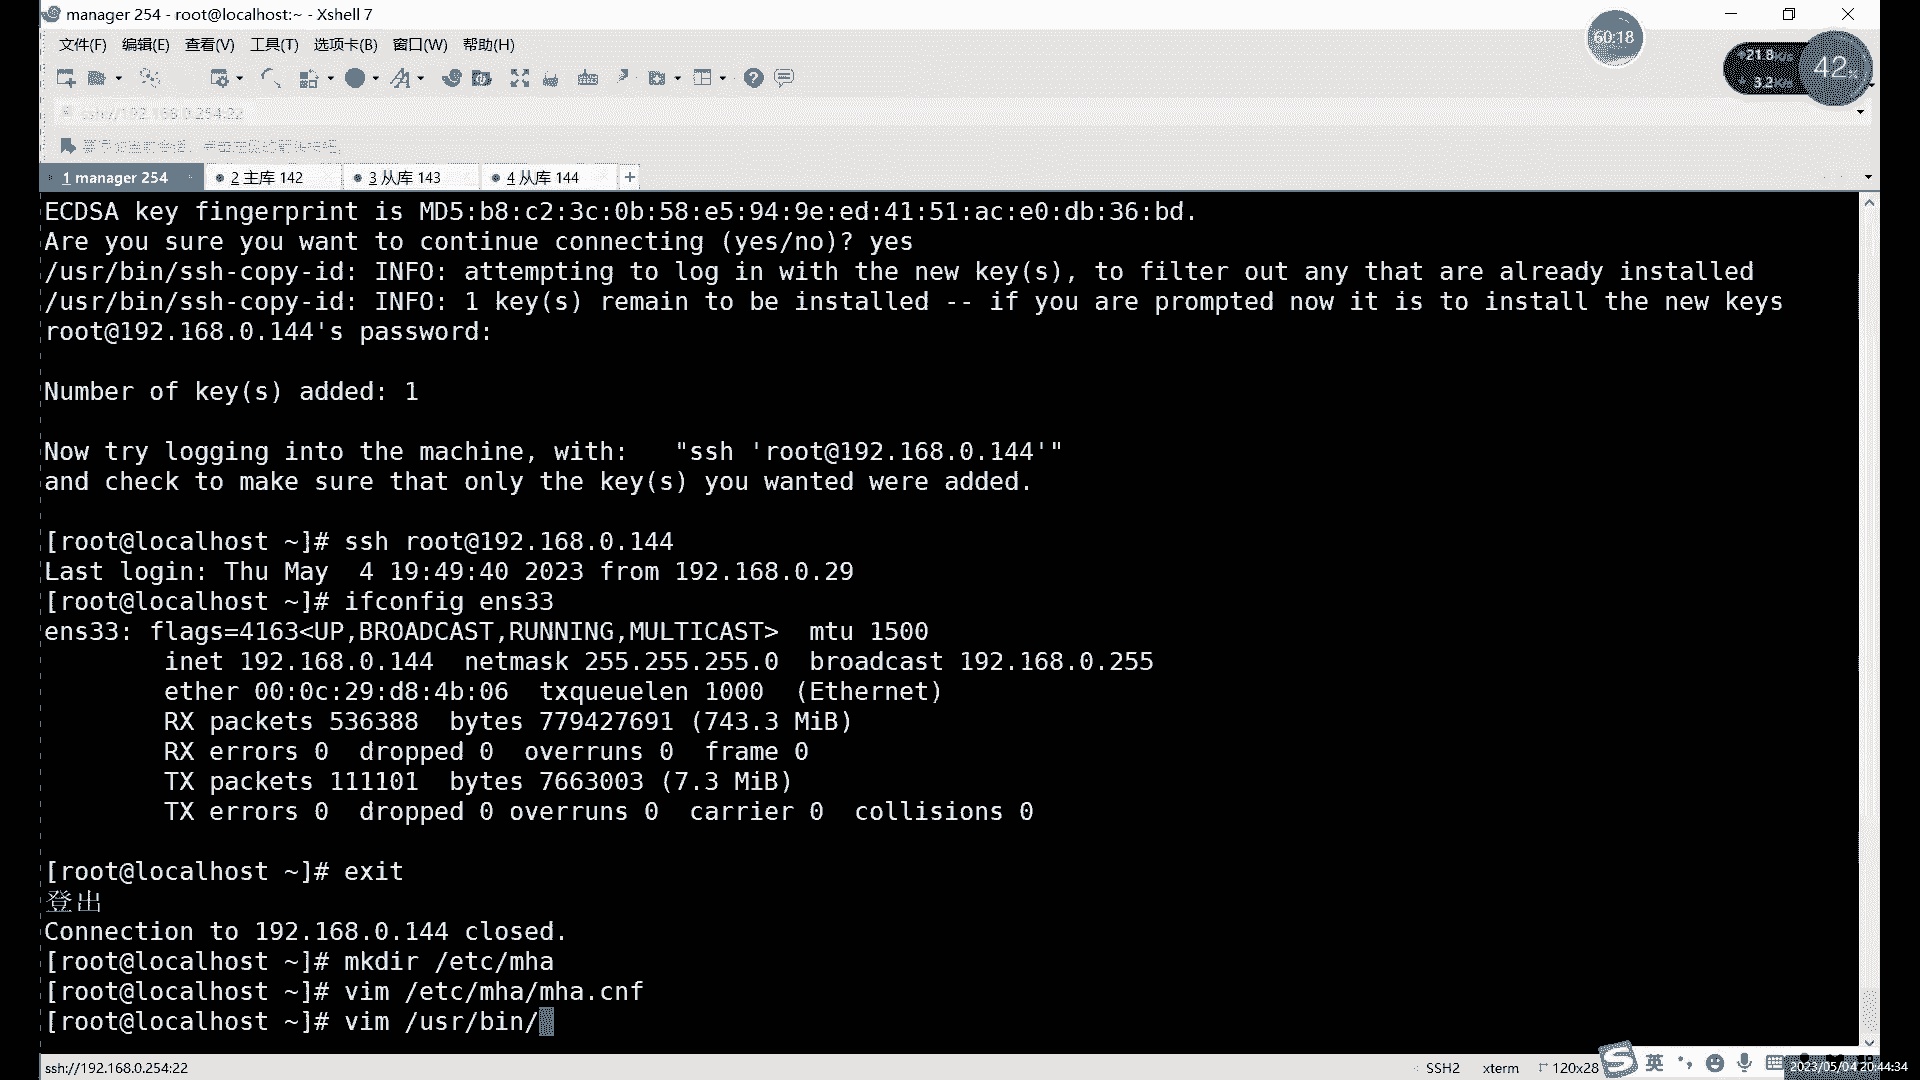 manager 254 - root@localhost:~ - Xshell 7
60:18
文件(F) 编辑(E) 查看(V) 工具(T) 选项卡(B) 窗口(W) 帮助(H)
42%
ssh://192.168.0.254:22
1 manager 254 2 主库 142 3 从库 143 4 从库 144 +
ECDSA key fingerprint is MD5:b8:c2:3c:0b:58:e5:94:9e:ed:41:51:ac:e0:db:36:bd.
Are you sure you want to continue connecting (yes/no)? yes
/usr/bin/ssh-copy-id: INFO: attempting to log in with the new key(s), to filter out any that are already installed
/usr/bin/ssh-copy-id: INFO: 1 key(s) remain to be installed -- if you are prompted now it is to install the new keys
root@192.168.0.144's password:
Number of key(s) added: 1
Now try logging into the machine, with:   "ssh 'root@192.168.0.144'"
and check to make sure that only the key(s) you wanted were added.
[root@localhost ~]# ssh root@192.168.0.144
Last login: Thu May  4 19:49:40 2023 from 192.168.0.29
[root@localhost ~]# ifconfig ens33
ens33: flags=4163<UP,BROADCAST,RUNNING,MULTICAST>  mtu 1500
        inet 192.168.0.144  netmask 255.255.255.0  broadcast 192.168.0.255
        ether 00:0c:29:d8:4b:06  txqueuelen 1000  (Ethernet)
        RX packets 536388  bytes 779427691 (743.3 MiB)
        RX errors 0  dropped 0  overruns 0  frame 0
        TX packets 111101  bytes 7663003 (7.3 MiB)
        TX errors 0  dropped 0 overruns 0  carrier 0  collisions 0
[root@localhost ~]# exit
登出
Connection to 192.168.0.144 closed.
[root@localhost ~]# mkdir /etc/mha
[root@localhost ~]# vim /etc/mha/mha.cnf
[root@localhost ~]# vim /usr/bin/
ssh://192.168.0.254:22 SSH2 xterm 120x28 英 2023/05/04 20:44:34